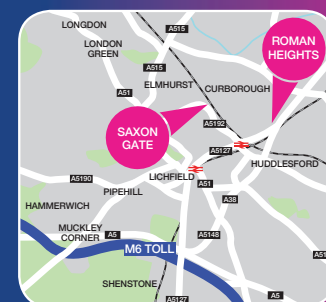 LONGDON
A515
LONDON
GREEN
ROMAN
HEIGHTS
A515
ELMHURST
CURBOROUGH
A51
A5192
SAXON
GATE
A5127
HUDDLESFORD
LICHFIELD
A5190
A51
PIPEHILL
A38
HAMMERWICH
MUCKLEY
CORNER
A5
A5148
M6 TOLL
A51
SHENSTONE
A5
A5127